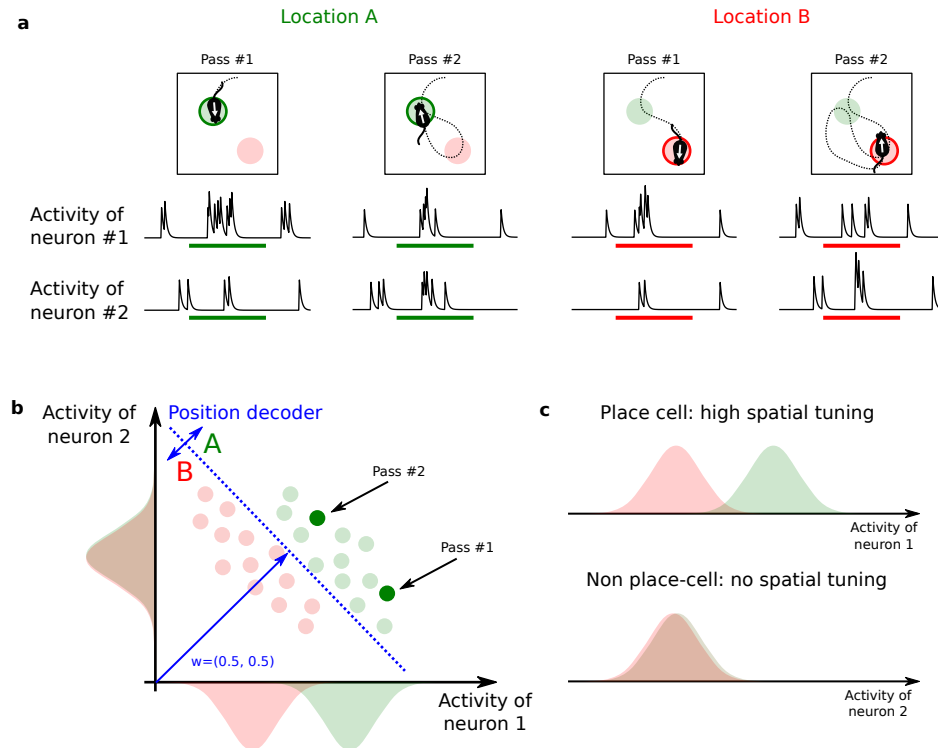 a
Location A
Location B
Pass #1
Pass #2
Pass #1
Pass #2
Activity of
neuron #1
Activity of
neuron #2
b
Activity of
neuron 2
Position decoder
A
B
Pass #2
Pass #1
w=(0.5, 0.5)
Activity of
neuron 1
c
Place cell: high spatial tuning
Activity of
neuron 1
Non place-cell: no spatial tuning
Activity of
neuron 2